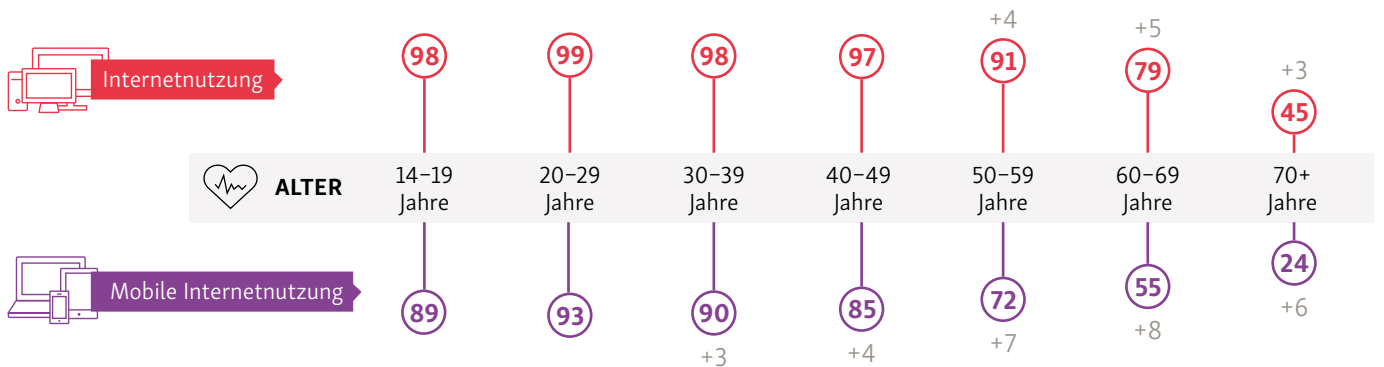 +4
+5
+3
Internetnutzung
98
99
98
97
91
79
45
ALTER
14–19
Jahre
20–29
Jahre
30–39
Jahre
40–49
Jahre
50–59
Jahre
60–69
Jahre
70+
Jahre
Mobile Internetnutzung
89
93
90
85
72
55
24
+3
+4
+7
+8
+6